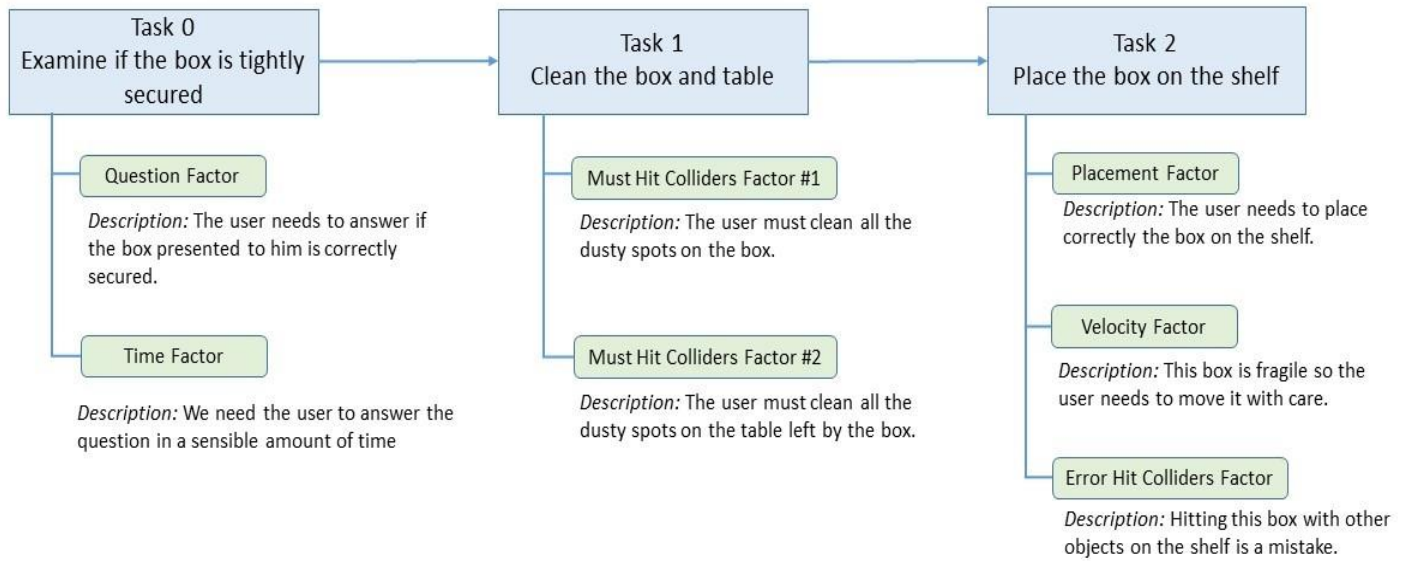 Task 0
Examine if the box is tightly
secured
Question Factor
Description: The user needs to answer if
the box presented to him is correctly
secured.
Time Factor
Description: We need the user to answer the
question in a sensible amount of time
Task 1
Clean the box and table
Must Hit Colliders Factor #1
Description: The user must clean all the
dusty spots on the box.
Must Hit Colliders Factor #2
Description: The user must clean all the
dusty spots on the table left by the box.
Task 2
Place the box on the shelf
Placement Factor
Description: The user needs to place
correctly the box on the shelf.
Velocity Factor
Description: This box is fragile so the
user needs to move it with care.
Error Hit Colliders Factor
Description: Hitting this box with other
objects on the shelf is a mistake.